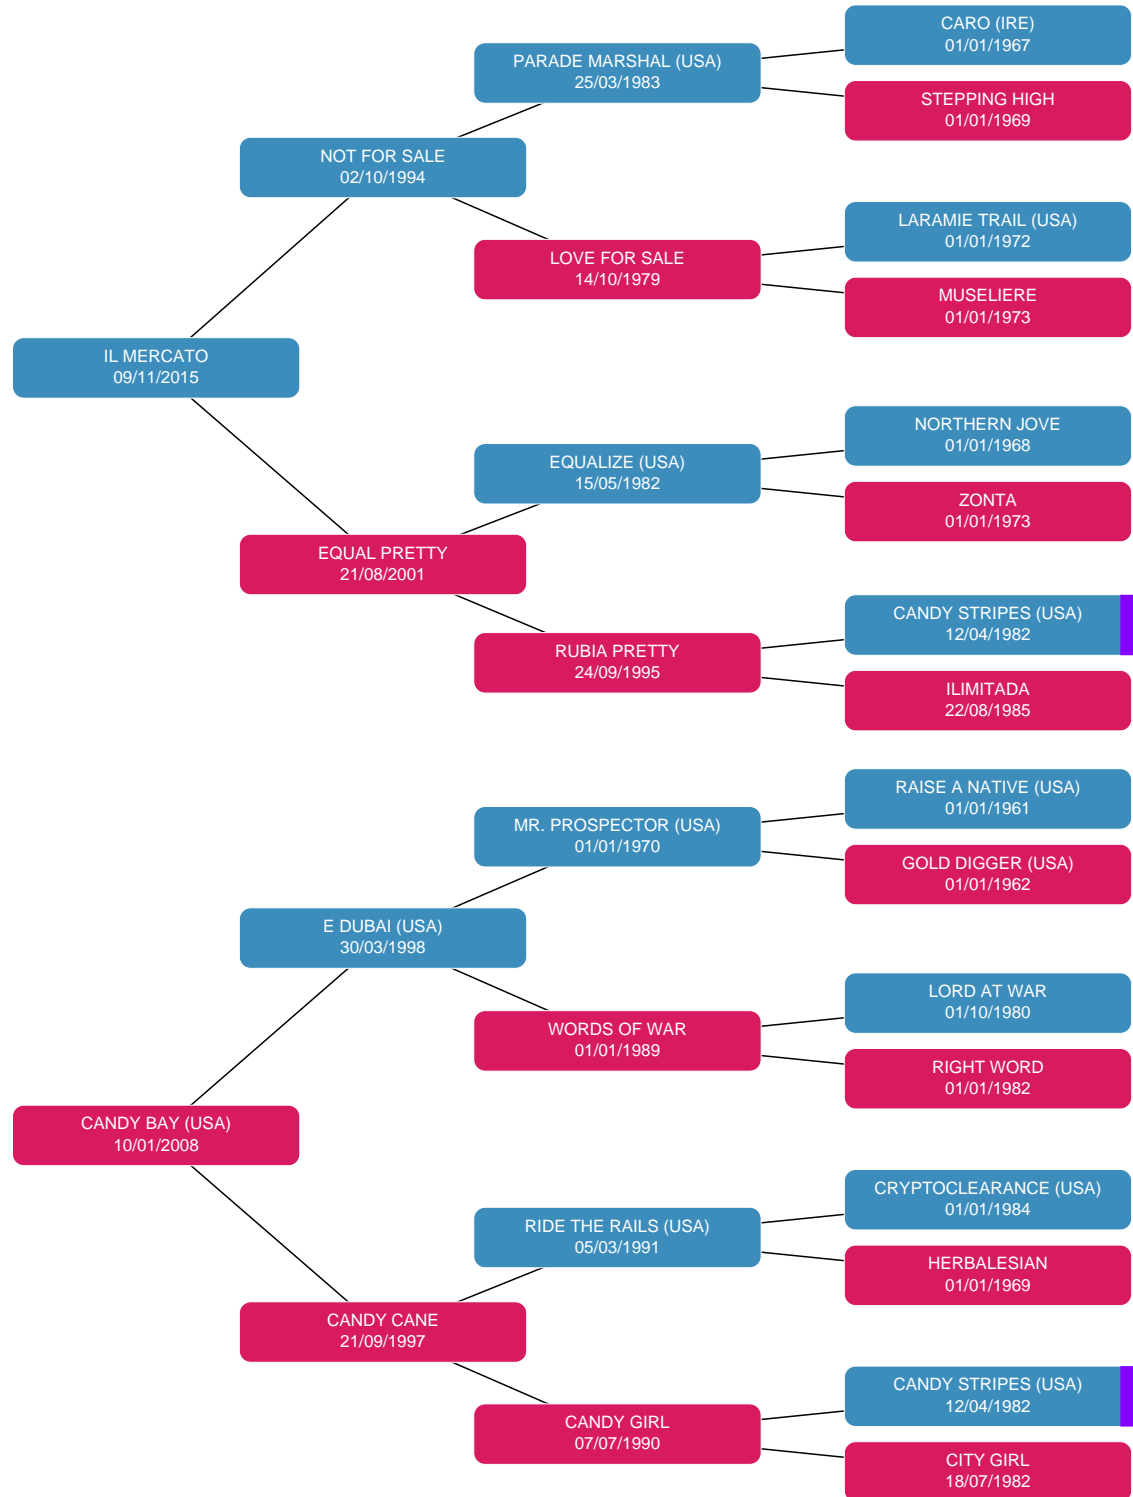 CARO (IRE)
01/01/1967
PARADE MARSHAL (USA)
25/03/1983
STEPPING HIGH
01/01/1969
NOT FOR SALE
02/10/1994
LARAMIE TRAIL (USA)
01/01/1972
LOVE FOR SALE
14/10/1979
MUSELIERE
01/01/1973
IL MERCATO
09/11/2015
NORTHERN JOVE
01/01/1968
EQUALIZE (USA)
15/05/1982
ZONTA
01/01/1973
EQUAL PRETTY
21/08/2001
CANDY STRIPES (USA)
12/04/1982
RUBIA PRETTY
24/09/1995
ILIMITADA
22/08/1985
RAISE A NATIVE (USA)
01/01/1961
MR. PROSPECTOR (USA)
01/01/1970
GOLD DIGGER (USA)
01/01/1962
E DUBAI (USA)
30/03/1998
LORD AT WAR
01/10/1980
WORDS OF WAR
01/01/1989
RIGHT WORD
01/01/1982
CANDY BAY (USA)
10/01/2008
CRYPTOCLEARANCE (USA)
01/01/1984
RIDE THE RAILS (USA)
05/03/1991
HERBALESIAN
01/01/1969
CANDY CANE
21/09/1997
CANDY STRIPES (USA)
12/04/1982
CANDY GIRL
07/07/1990
CITY GIRL
18/07/1982